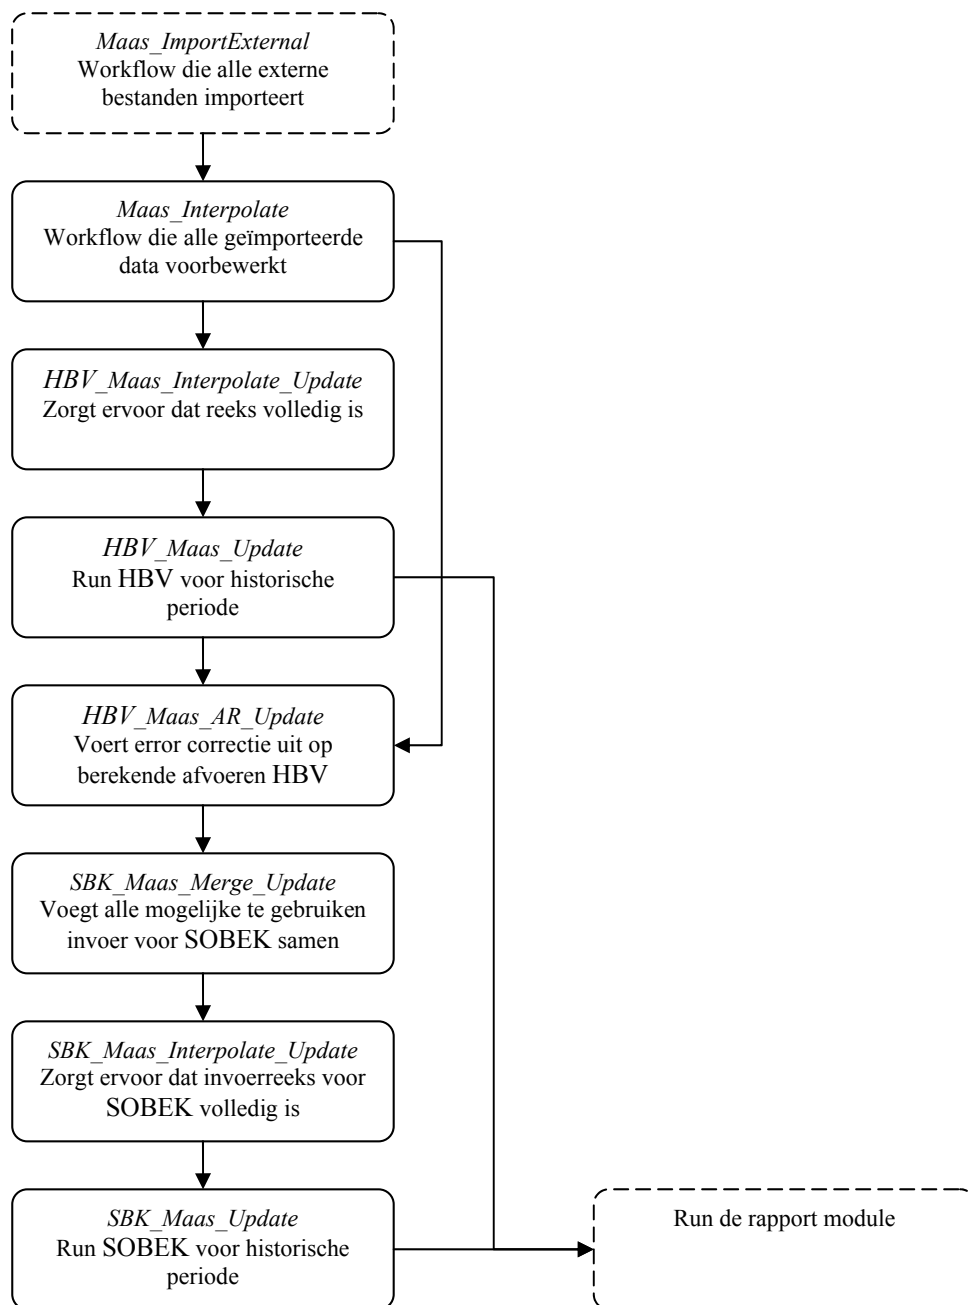 Maas_ImportExternal
Workflow die alle externe
bestanden importeert
Maas_Interpolate
Workflow die alle geïmporteerde
data voorbewerkt
HBV_Maas_Interpolate_Update
Zorgt ervoor dat reeks volledig is
HBV_Maas_Update
Run HBV voor historische
periode
HBV_Maas_AR_Update
Voert error correctie uit op
berekende afvoeren HBV
SBK_Maas_Merge_Update
Voegt alle mogelijke te gebruiken
invoer voor SOBEK samen
SBK_Maas_Interpolate_Update
Zorgt ervoor dat invoerreeks voor
SOBEK volledig is
SBK_Maas_Update
Run SOBEK voor historische
periode
Run de rapport module